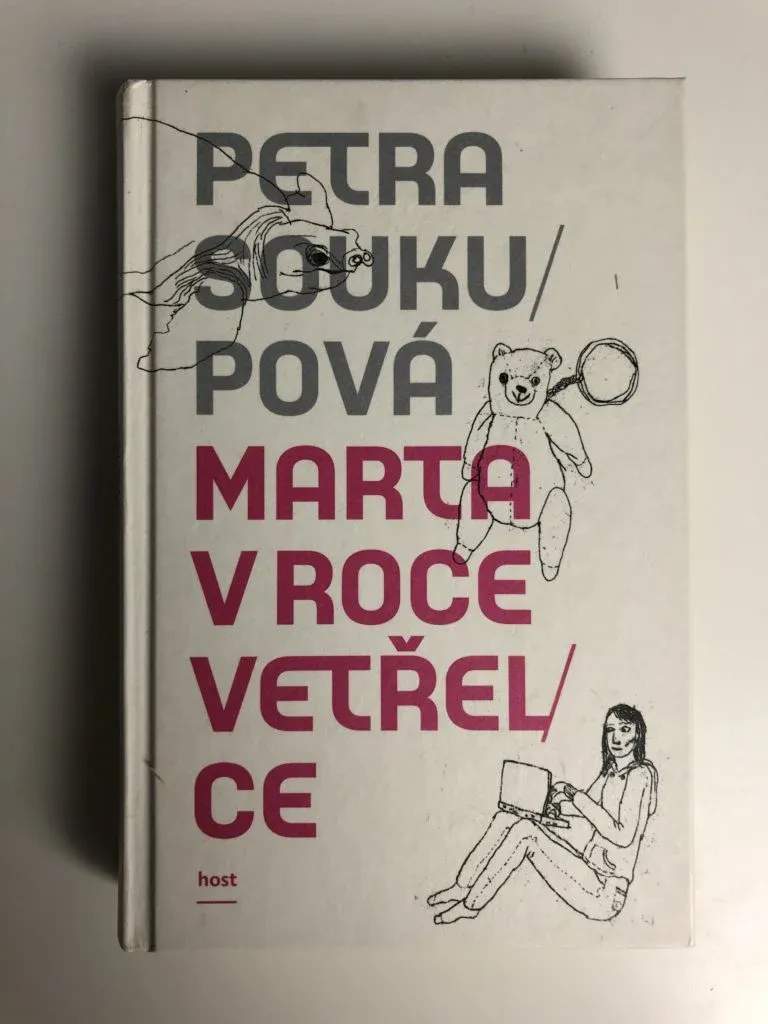 PETRA
SOUKU/
POVÁ
MARTA
V ROCE
VETŘEL/
CE
host